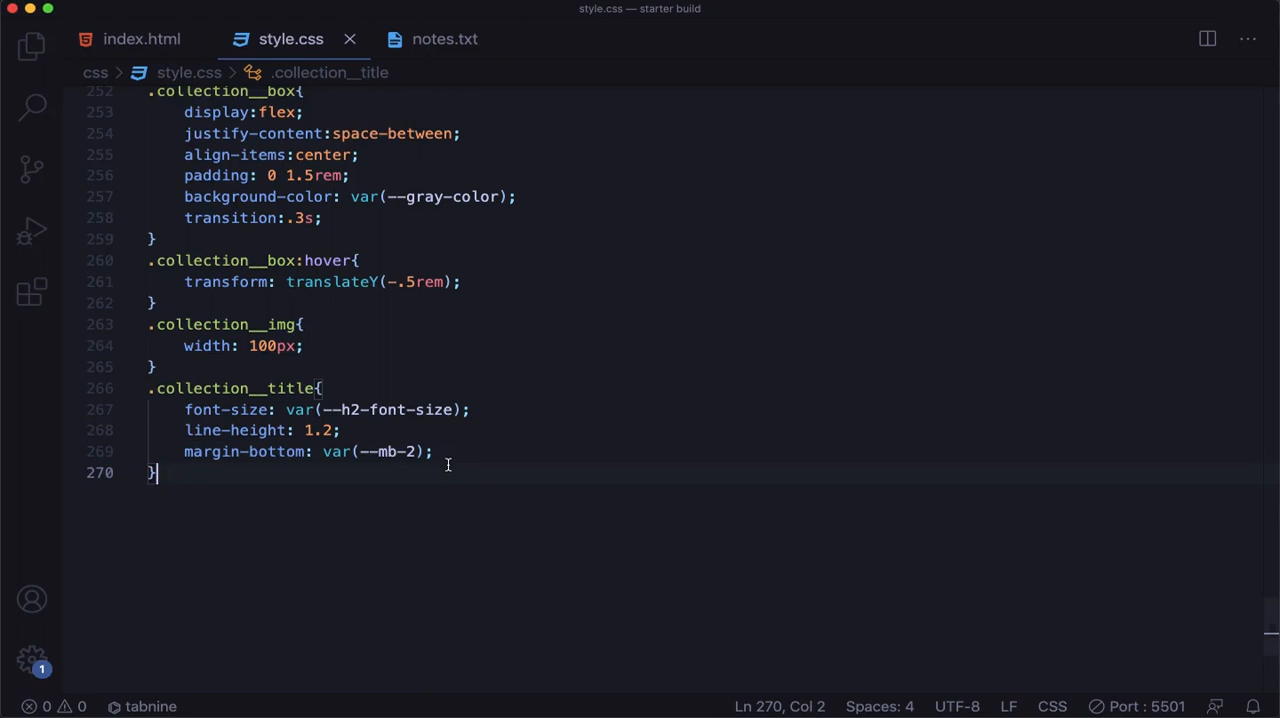 style.css — starter build
index.html style.css notes.txt
css > style.css > .collection__title
252 .collection__box{
253 display:flex;
254 justify-content:space-between;
255 align-items:center;
256 padding: 0 1.5rem;
257 background-color: var(--gray-color);
258 transition:.3s;
259 }
260 .collection__box:hover{
261 transform: translateY(-.5rem);
262 }
263 .collection__img{
264 width: 100px;
265 }
266 .collection__title{
267 font-size: var(--h2-font-size);
268 line-height: 1.2;
269 margin-bottom: var(--mb-2);
270 }
1
0 0 tabnine Ln 270, Col 2 Spaces: 4 UTF-8 LF CSS Port : 5501